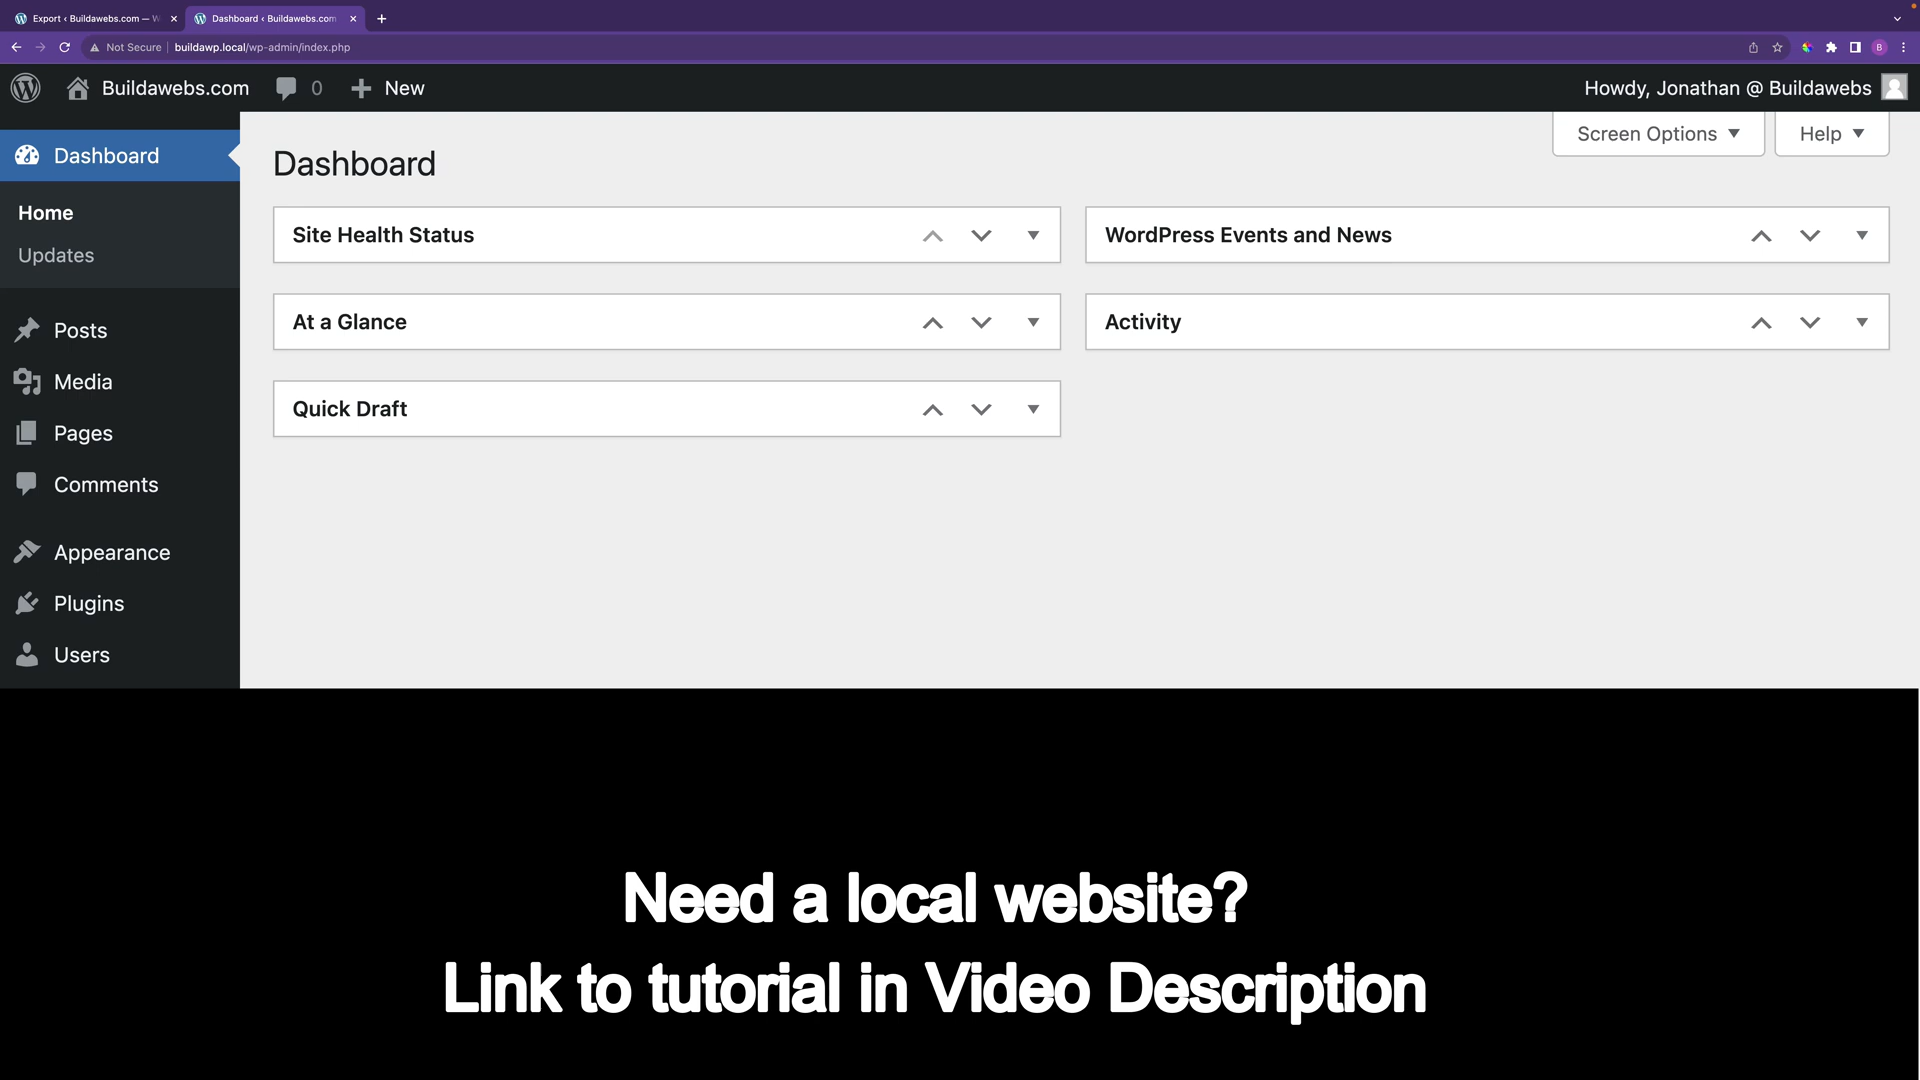 Export ‹ Buildawebs.com — W
Dashboard ‹ Buildawebs.com
Not Secure
buildawp.local/wp-admin/index.php
B
Buildawebs.com
0
New
Howdy, Jonathan @ Buildawebs
Screen Options
Help
Dashboard
Home
Updates
Posts
Media
Pages
Comments
Appearance
Plugins
Users
Dashboard
Site Health Status
WordPress Events and News
At a Glance
Activity
Quick Draft
Need a local website?
Link to tutorial in Video Description